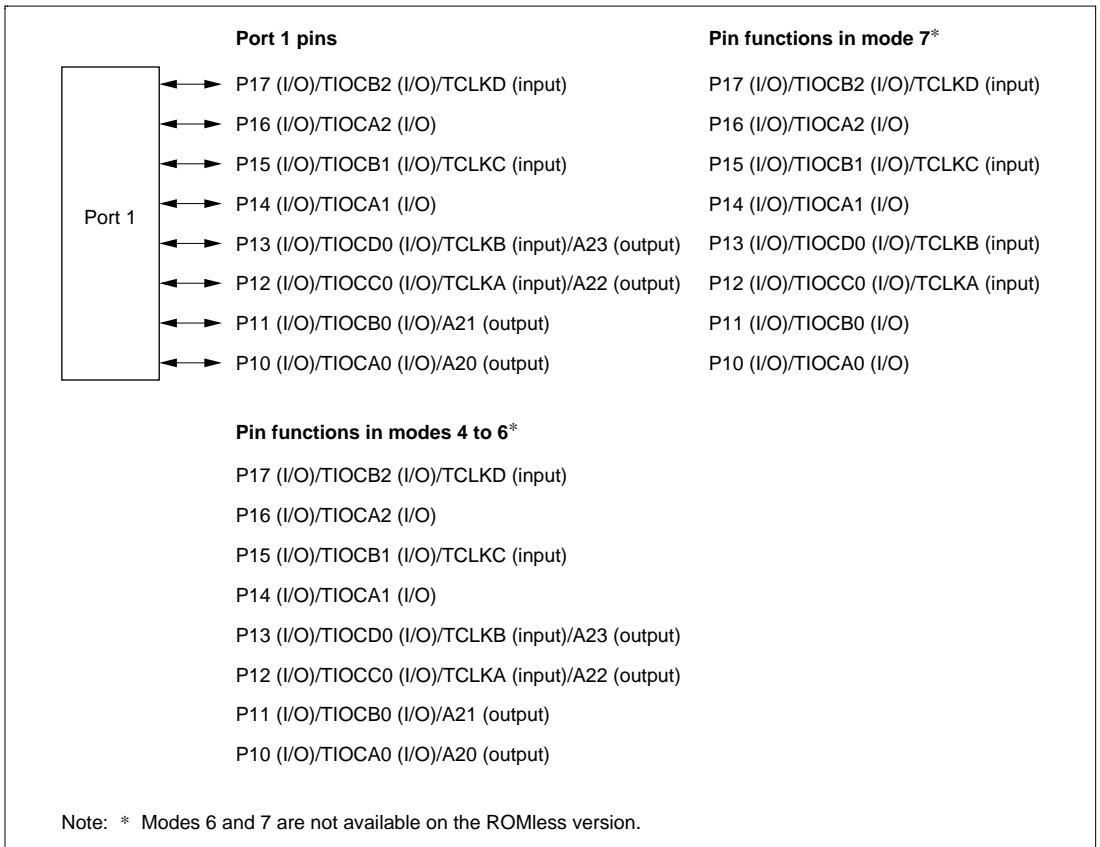 Port 1 pins
Pin functions in mode 7*
Port 1
P17 (I/O)/TIOCB2 (I/O)/TCLKD (input)
P17 (I/O)/TIOCB2 (I/O)/TCLKD (input)
P16 (I/O)/TIOCA2 (I/O)
P16 (I/O)/TIOCA2 (I/O)
P15 (I/O)/TIOCB1 (I/O)/TCLKC (input)
P15 (I/O)/TIOCB1 (I/O)/TCLKC (input)
P14 (I/O)/TIOCA1 (I/O)
P14 (I/O)/TIOCA1 (I/O)
P13 (I/O)/TIOCD0 (I/O)/TCLKB (input)/A23 (output)
P13 (I/O)/TIOCD0 (I/O)/TCLKB (input)
P12 (I/O)/TIOCC0 (I/O)/TCLKA (input)/A22 (output)
P12 (I/O)/TIOCC0 (I/O)/TCLKA (input)
P11 (I/O)/TIOCB0 (I/O)/A21 (output)
P11 (I/O)/TIOCB0 (I/O)
P10 (I/O)/TIOCA0 (I/O)/A20 (output)
P10 (I/O)/TIOCA0 (I/O)
Pin functions in modes 4 to 6*
P17 (I/O)/TIOCB2 (I/O)/TCLKD (input)
P16 (I/O)/TIOCA2 (I/O)
P15 (I/O)/TIOCB1 (I/O)/TCLKC (input)
P14 (I/O)/TIOCA1 (I/O)
P13 (I/O)/TIOCD0 (I/O)/TCLKB (input)/A23 (output)
P12 (I/O)/TIOCC0 (I/O)/TCLKA (input)/A22 (output)
P11 (I/O)/TIOCB0 (I/O)/A21 (output)
P10 (I/O)/TIOCA0 (I/O)/A20 (output)
Note: * Modes 6 and 7 are not available on the ROMless version.